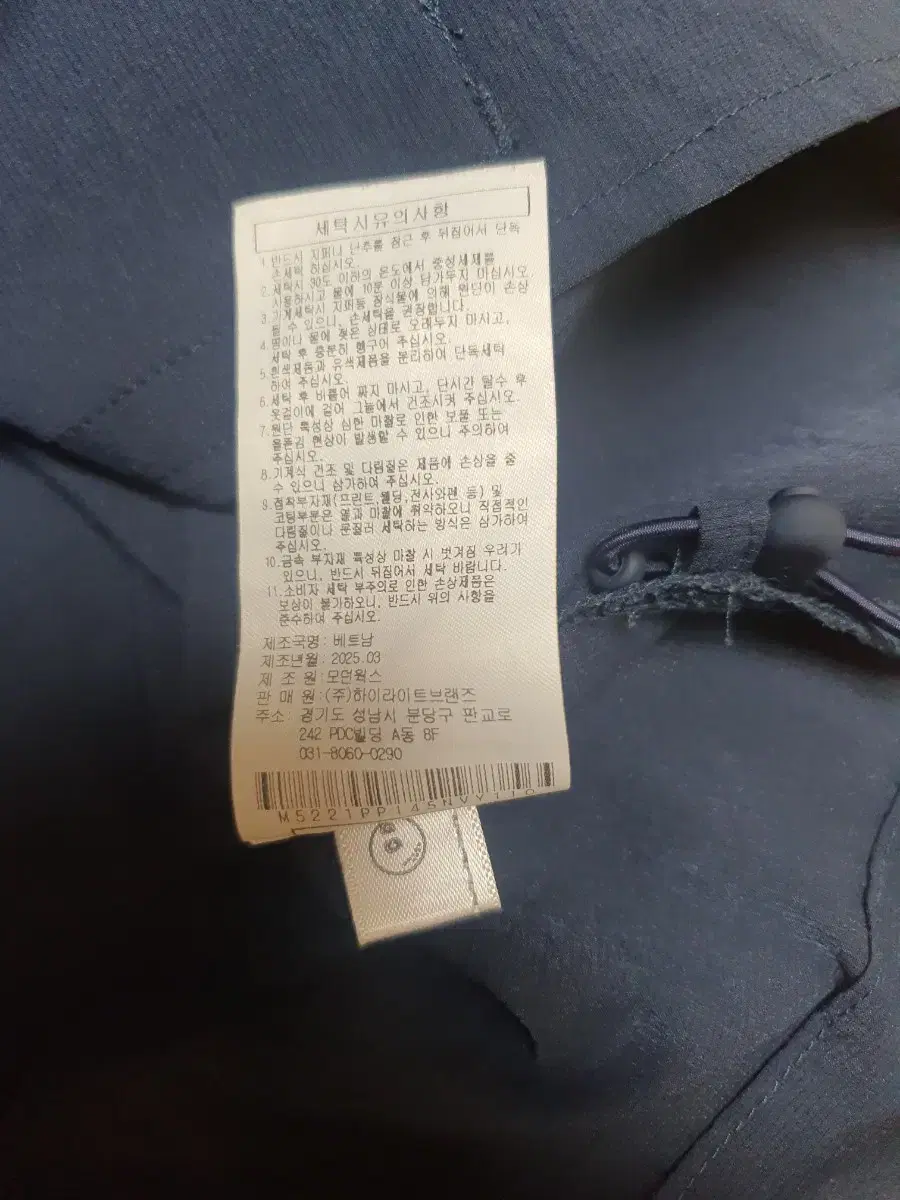 세탁시유의사항
1.반드시 지퍼나 단추를 잠근 후 뒤집어서 단독
손세탁 하십시오.
2.세탁시 30도 이하의 온도에서 중성세제를
사용하시고 물에 10분 이상 담가두지 마십시오.
3.기계세탁시 지퍼등 장식물에 의해 원단이 손상
될 수 있으니, 손세탁을 권장합니다.
4.땀이나 물에 젖은 상태로 오래두지 마시고,
세탁 후 충분히 헹구어 주십시오.
5.흰색제품과 유색제품을 분리하여 단독세탁
하여 주십시오.
6.세탁 후 비틀어 짜지 마시고, 단시간 탈수 후
옷걸이에 걸어 그늘에서 건조시켜 주십시오.
7.원단 특성상 심한 마찰로 인한 보풀 또는
올뜯김 현상이 발생할 수 있으니 주의하여
주십시오.
8.기계식 건조 및 다림질은 제품에 손상을 줄
수 있으니 삼가하여 주십시오.
9.접착부자재(프린트,웰딩,전사와펜 등) 및
코팅부분은 열과 마찰에 취약하오니 직접적인
다림질이나 문질러 세탁하는 방식은 삼가하여
주십시오.
10.금속 부자재 특성상 마찰 시 벗겨짐 우려가
있으니, 반드시 뒤집어서 세탁 바랍니다.
11.소비자 세탁 부주의로 인한 손상제품은
보상이 불가하오니, 반드시 위의 사항을
준수하여 주십시오.
제조국명: 베트남
제조년월: 2025.03
제 조 원:모던웍스
판 매 원:(주)하이라이트브랜즈
주소: 경기도 성남시 분당구 판교로
242 PDC빌딩 A동 8F
031-8060-0290
M5221PP145NVY110